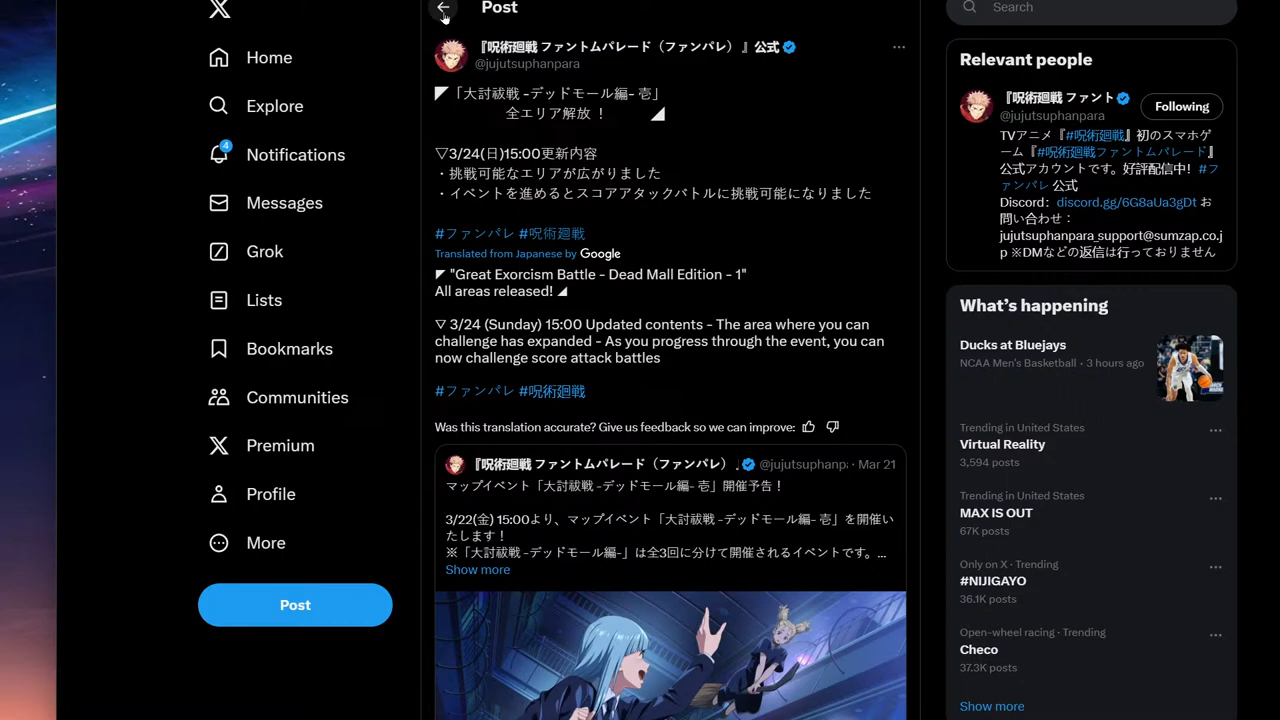 Home
Explore
4
Notifications
Messages
Grok
Lists
Bookmarks
Communities
Premium
Profile
More
Post
Post
『呪術廻戦 ファントムパレード（ファンパレ） 』公式
@jujutsuphanpara
◤「大討祓戦 -デッドモール編- 壱」
全エリア解放 ！ ◢
▽3/24(日)15:00更新内容
・挑戦可能なエリアが広がりました
・イベントを進めるとスコアアタックバトルに挑戦可能になりました
#ファンパレ #呪術廻戦
Translated from Japanese by Google
◤ "Great Exorcism Battle - Dead Mall Edition - 1"
All areas released! ◢
▽ 3/24 (Sunday) 15:00 Updated contents - The area where you can
challenge has expanded - As you progress through the event, you can
now challenge score attack battles
#ファンパレ #呪術廻戦
Was this translation accurate? Give us feedback so we can improve:
『呪術廻戦 ファントムパレード（ファンパレ） 』 @jujutsuphanp: · Mar 21
マップイベント「大討祓戦 -デッドモール編- 壱」開催予告！
3/22(金) 15:00より、マップイベント「大討祓戦 -デッドモール編- 壱」を開催い
たします！
※「大討祓戦 -デッドモール編-」は全3回に分けて開催されるイベントです。...
Show more
Search
Relevant people
『呪術廻戦 ファント
@jujutsuphanpara
Following
TVアニメ『#呪術廻戦』初のスマホゲ
ーム『#呪術廻戦ファントムパレード』
公式アカウントです。好評配信中！ #フ
ァンパレ 公式
Discord: discord.gg/6G8aUa3gDt お
問い合わせ：
jujutsuphanpara_support@sumzap.co.j
p ※DMなどの返信は行っておりません
What's happening
Ducks at Bluejays
NCAA Men's Basketball · 3 hours ago
Trending in United States
Virtual Reality
3,594 posts
Trending in United States
MAX IS OUT
67K posts
Only on X · Trending
#NIJIGAYO
36.1K posts
Open-wheel racing · Trending
Checo
37.3K posts
Show more